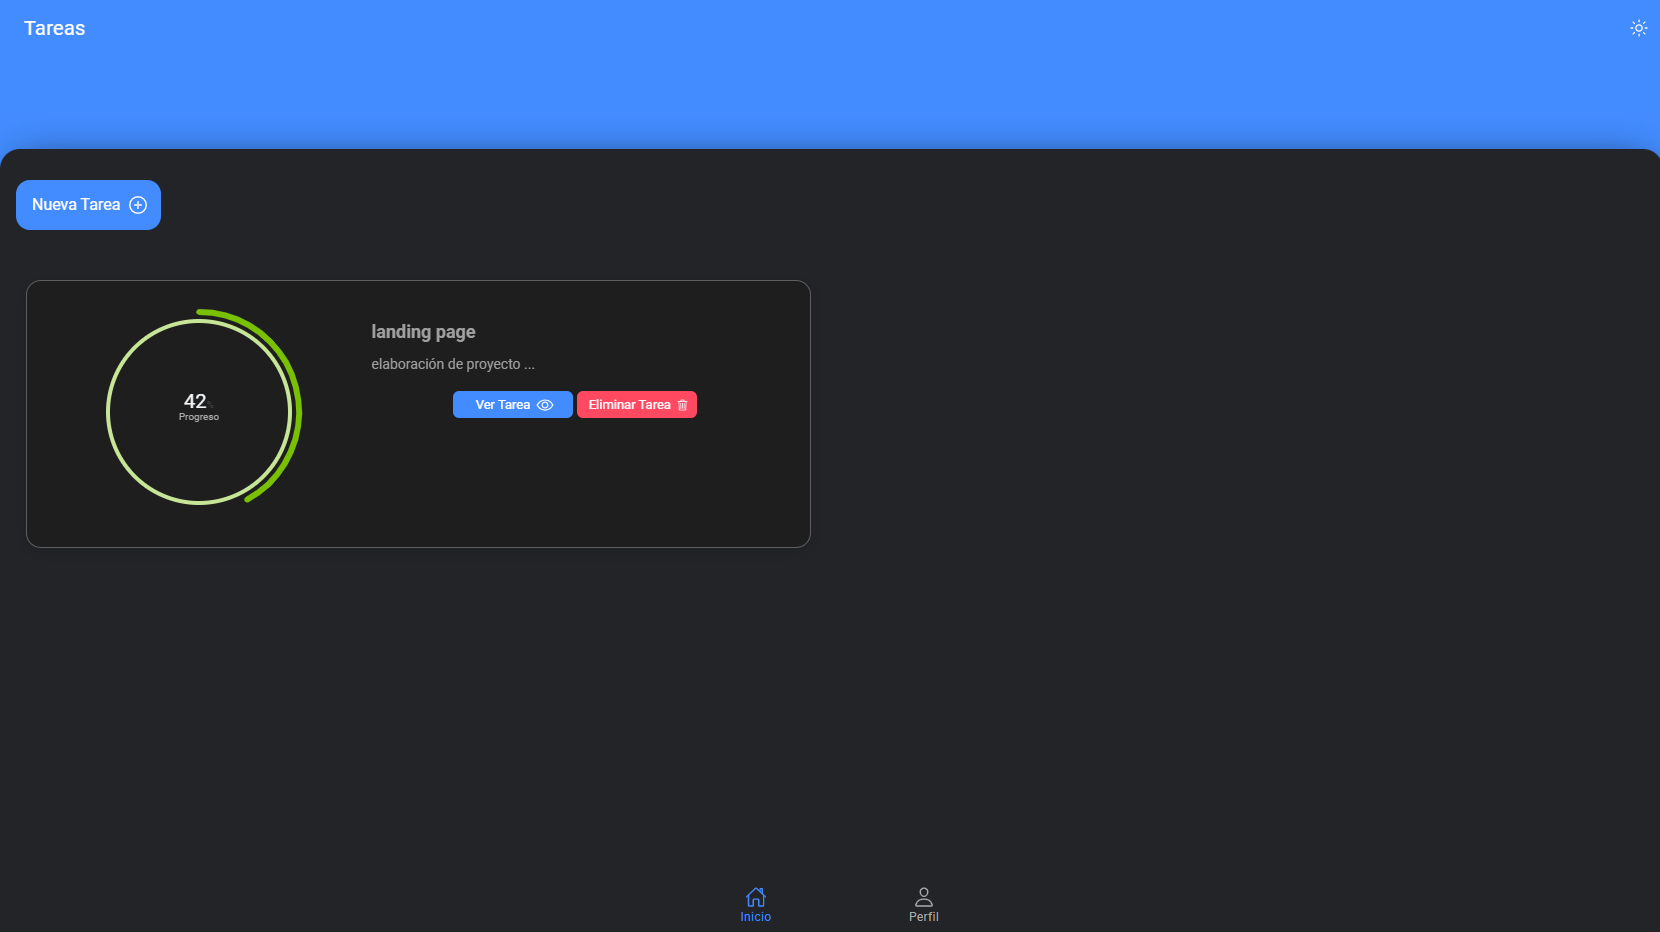 Tareas
Nueva Tarea
landing page
elaboración de proyecto ...
42%
Progreso
Ver Tarea
Eliminar Tarea
Inicio
Perfil